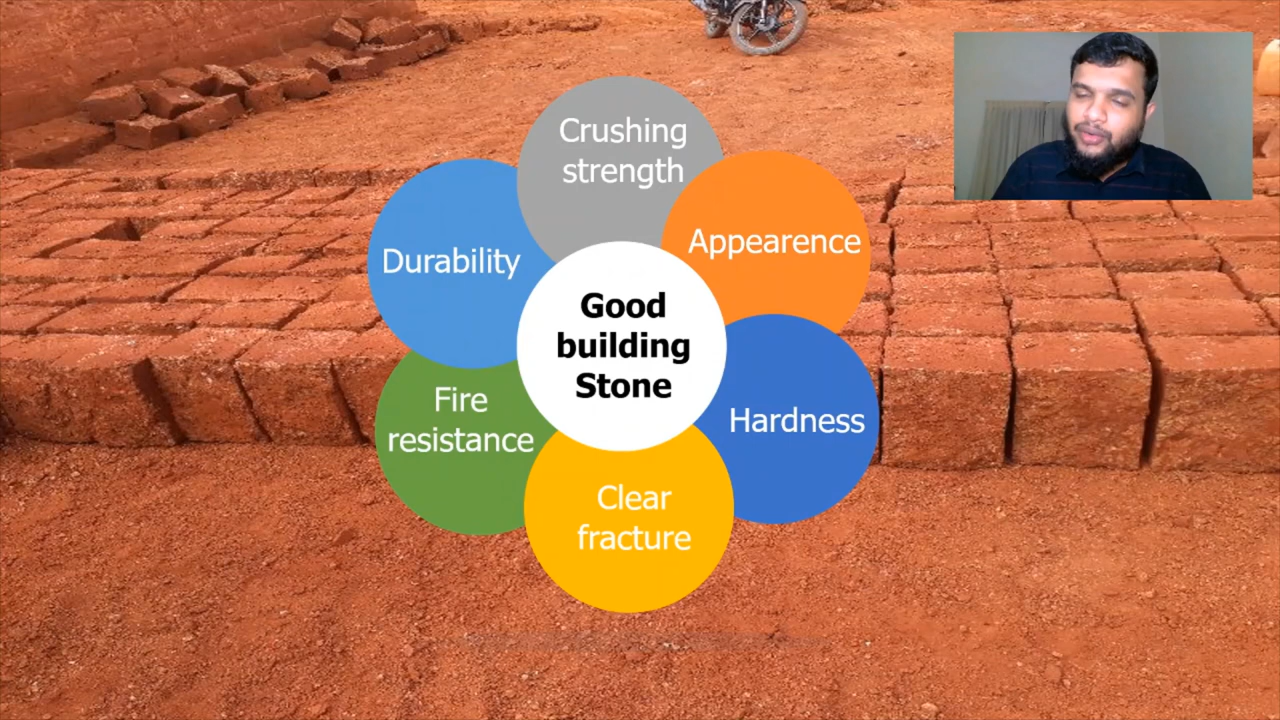 Crushing
strength
Appearence
Durability
Good
building
Stone
Fire
resistance
Hardness
Clear
fracture